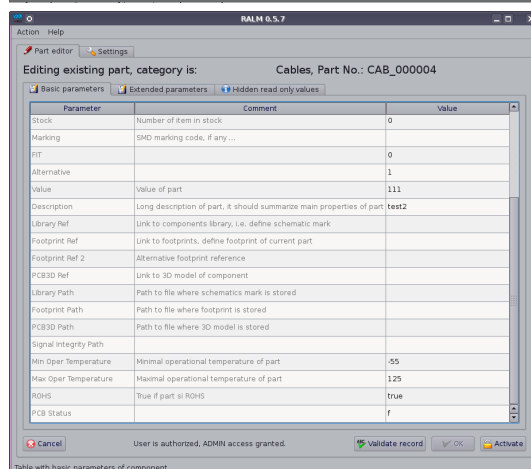 RALM 0.5.7
Action Help
Part editor Settings
Editing existing part, category is: Cables, Part No.: CAB_000004
Basic parameters Extended parameters Hidden read only values
Parameter Comment Value
Stock Number of item in stock 0
Marking SMD marking code, if any ...
FIT 0
Alternative 1
Value Value of part 111
Description Long description of part, it should summarize main properties of part test2
Library Ref Link to components library, i.e. define schematic mark
Footprint Ref Link to footprints, define footprint of current part
Footprint Ref 2 Alternative footprint reference
PCB3D Ref Link to 3D model of component
Library Path Path to file where schematics mark is stored
Footprint Path Path to file where footprint is stored
PCB3D Path Path to file where 3D model is stored
Signal Integrity Path
Min Oper Temperature Minimal operational temperature of part -55
Max Oper Temperature Maximal operational temperature of part 125
ROHS True if part si ROHS true
PCB Status f
Cancel User is authorized, ADMIN access granted. Validate record OK Activate
Table with basic parameters of component